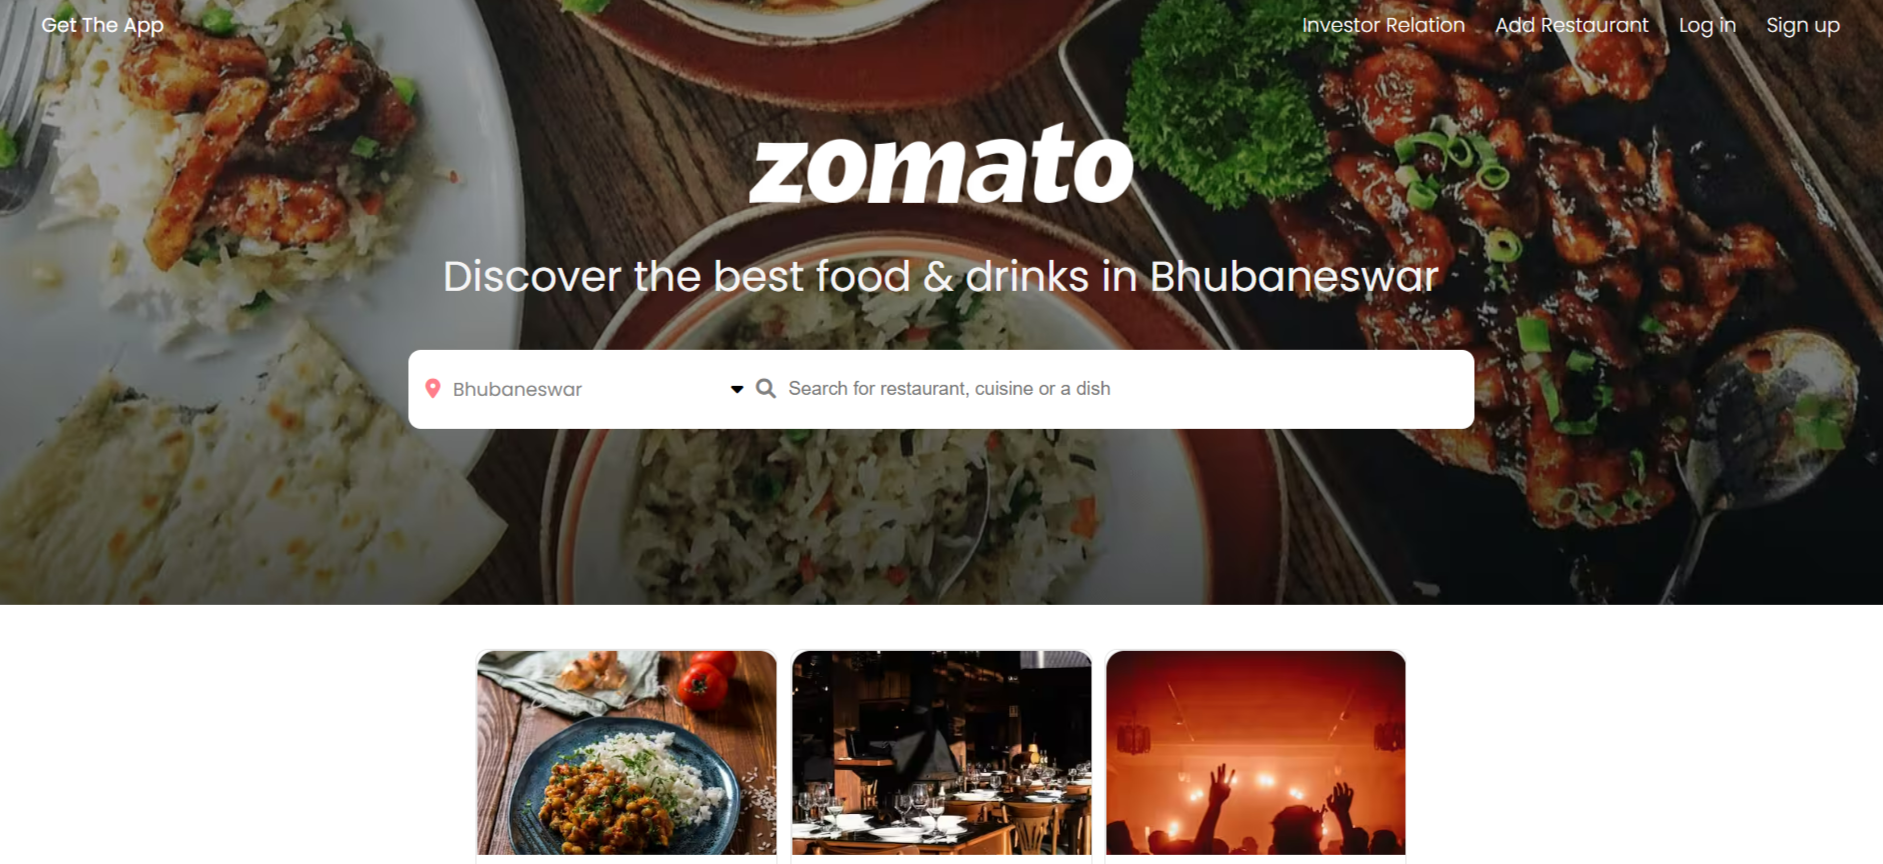 Get The App
Investor Relation Add Restaurant Log in Sign up
zomato
Discover the best food & drinks in Bhubaneswar
Bhubaneswar
Search for restaurant, cuisine or a dish